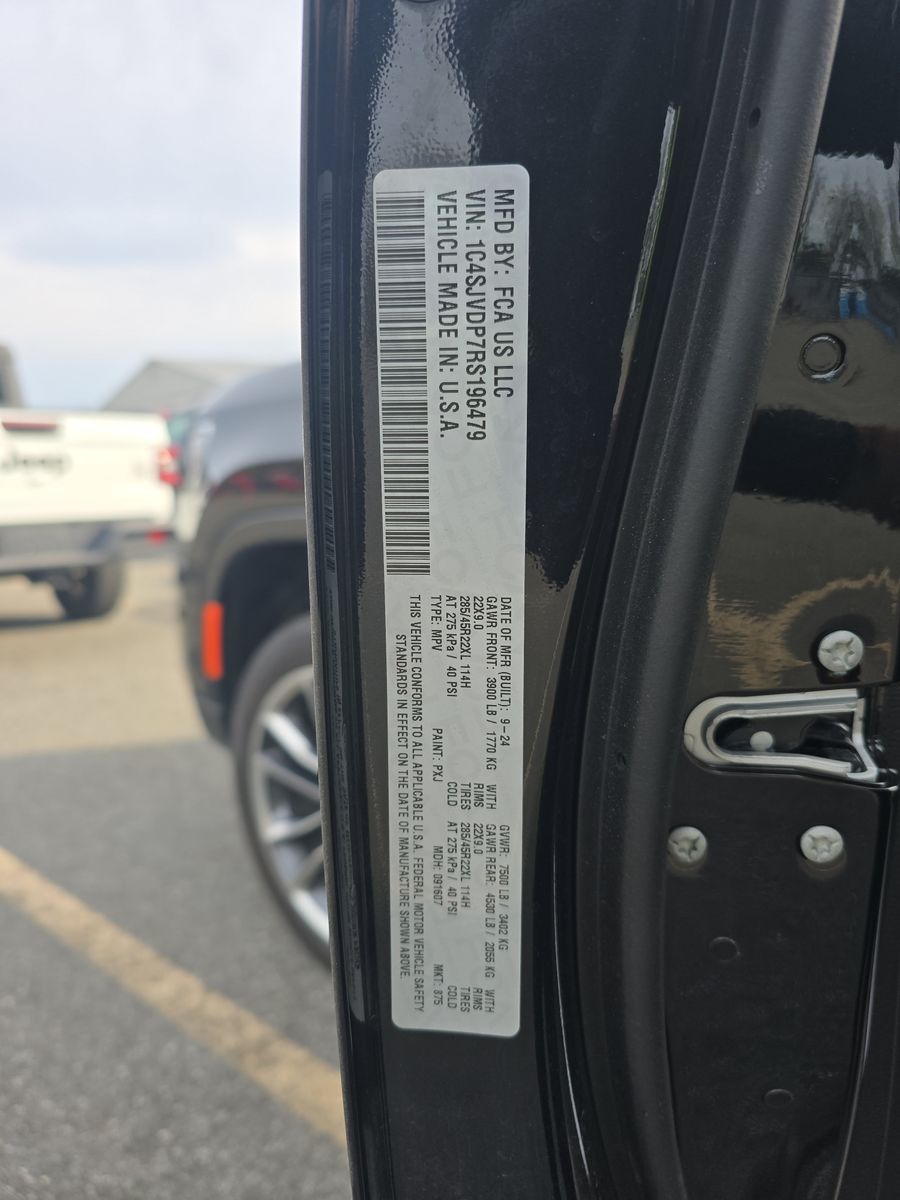 MFD BY: FCA US LLC
VIN: 1C4SJVDP7RS196479
VEHICLE MADE IN: U.S.A.
DATE OF MFR (BUILT): 9-24 GVWR: 7500 LB / 3402 KG
GAWR FRONT: 3900 LB / 1770 KG WITH GAWR REAR: 4530 LB / 2055 KG WITH
22X9.0 RIMS 22X9.0 RIMS
285/45R22XL 114H TIRES 285/45R22XL 114H TIRES
AT 275 kPa / 40 PSI COLD AT 275 kPa / 40 PSI COLD
TYPE: MPV PAINT: PXJ MDH: 091607 MKT: 875
THIS VEHICLE CONFORMS TO ALL APPLICABLE U.S.A. FEDERAL MOTOR VEHICLE SAFETY
STANDARDS IN EFFECT ON THE DATE OF MANUFACTURE SHOWN ABOVE.
Jeep